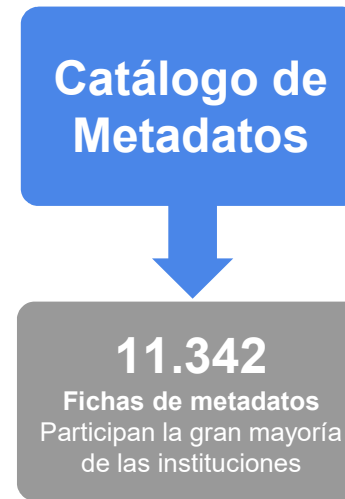 Catálogo de
Metadatos
11.342
Fichas de metadatos
Participan la gran mayoría
de las instituciones